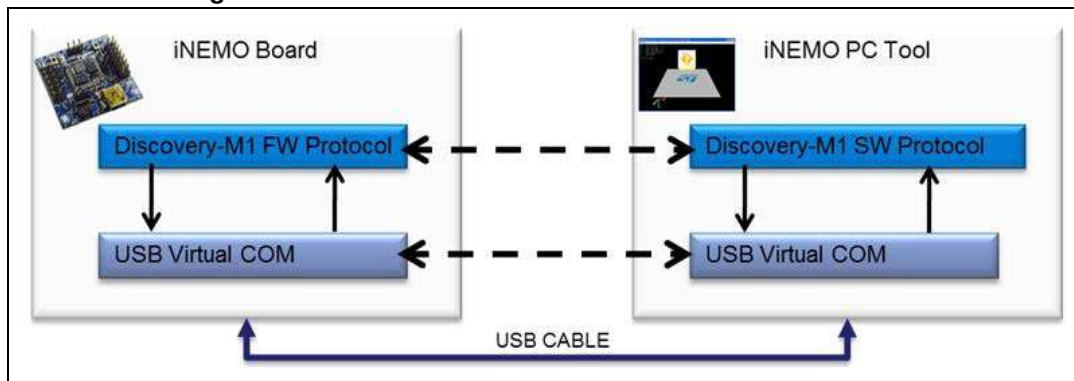 iNEMO Board
iNEMO PC Tool
Discovery-M1 FW Protocol
Discovery-M1 SW Protocol
USB Virtual COM
USB Virtual COM
USB CABLE